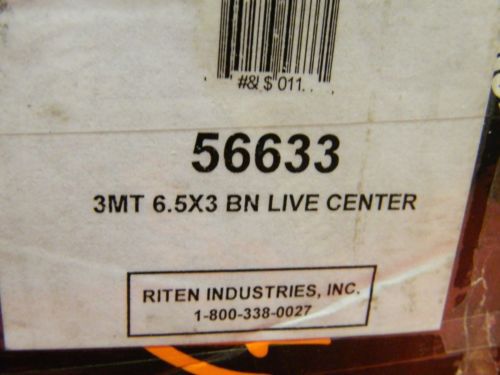 #&! $ 011. .
56633
3MT 6.5X3 BN LIVE CENTER
RITEN INDUSTRIES, INC.
1-800-338-0027